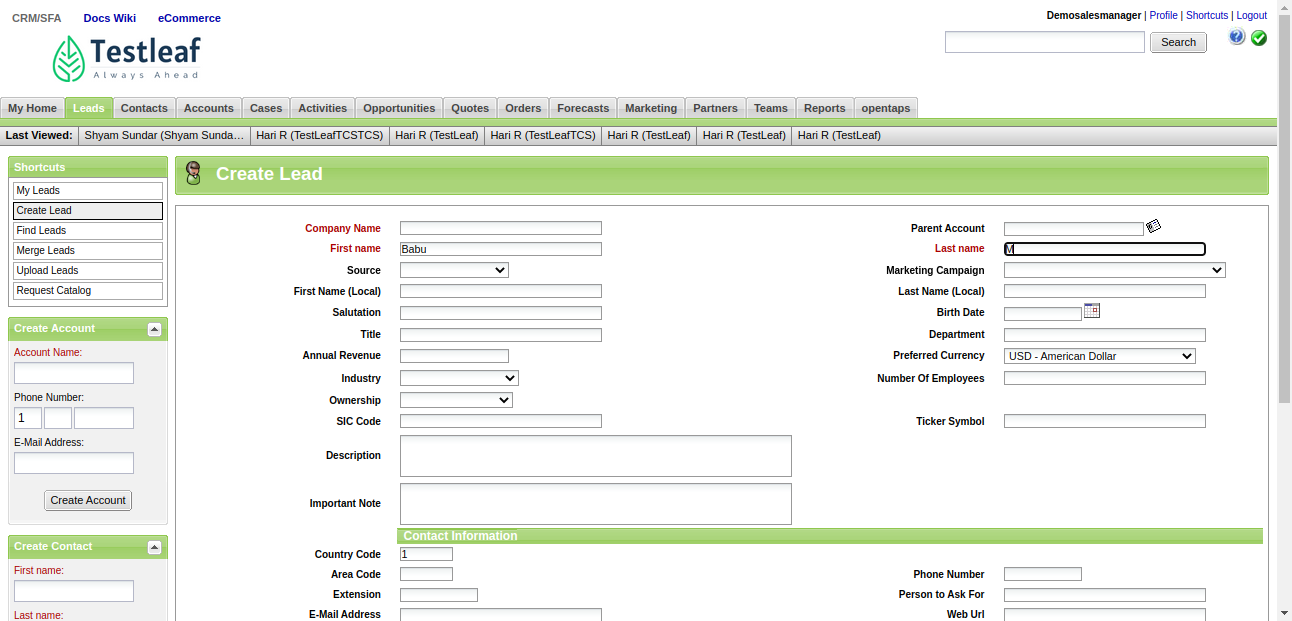 CRM/SFA Docs Wiki eCommerce
Demosalesmanager | Profile | Shortcuts | Logout
Testleaf
Always Ahead
Search
My Home Leads Contacts Accounts Cases Activities Opportunities Quotes Orders Forecasts Marketing Partners Teams Reports opentaps
Last Viewed: Shyam Sundar (Shyam Sunda... Hari R (TestLeafTCSTCS) Hari R (TestLeaf) Hari R (TestLeafTCS) Hari R (TestLeaf) Hari R (TestLeaf) Hari R (TestLeaf)
Shortcuts
My Leads
Create Lead
Find Leads
Merge Leads
Upload Leads
Request Catalog
Create Account
Account Name:
Phone Number:
1
E-Mail Address:
Create Account
Create Contact
First name:
Last name:
Create Lead
Company Name Parent Account
First name Babu Last name M
Source Marketing Campaign
First Name (Local) Last Name (Local)
Salutation Birth Date
Title Department
Annual Revenue Preferred Currency USD - American Dollar
Industry Number Of Employees
Ownership
SIC Code Ticker Symbol
Description
Important Note
Contact Information
Country Code 1
Area Code Phone Number
Extension Person to Ask For
E-Mail Address Web Url